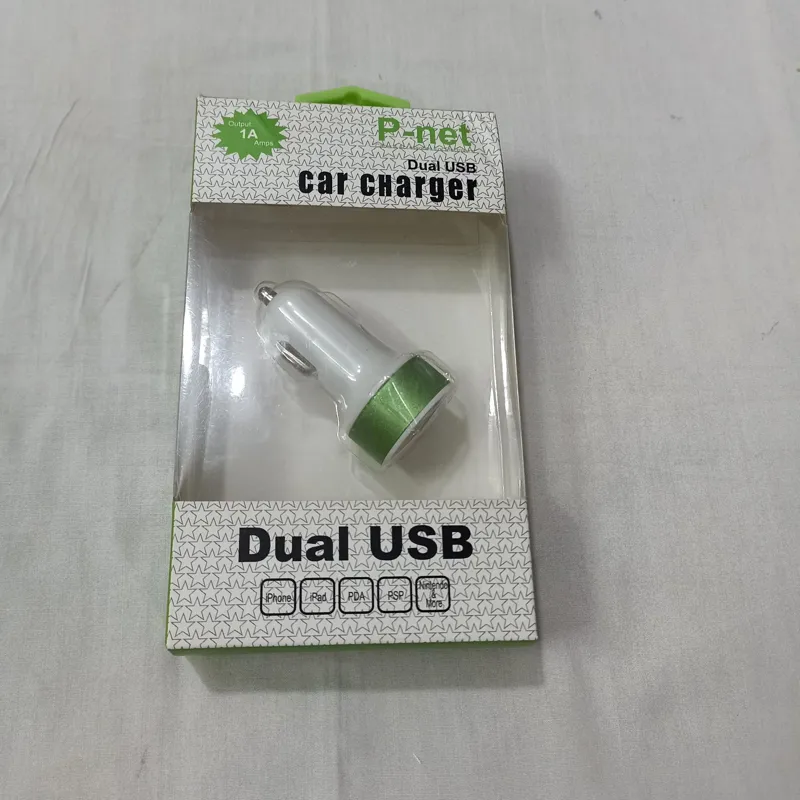 Output
1A
Amps
P-net
Dual USB
car cHarger
Dual USB
iPhone
iPad
PDA
PSP
Nintendo
&
More